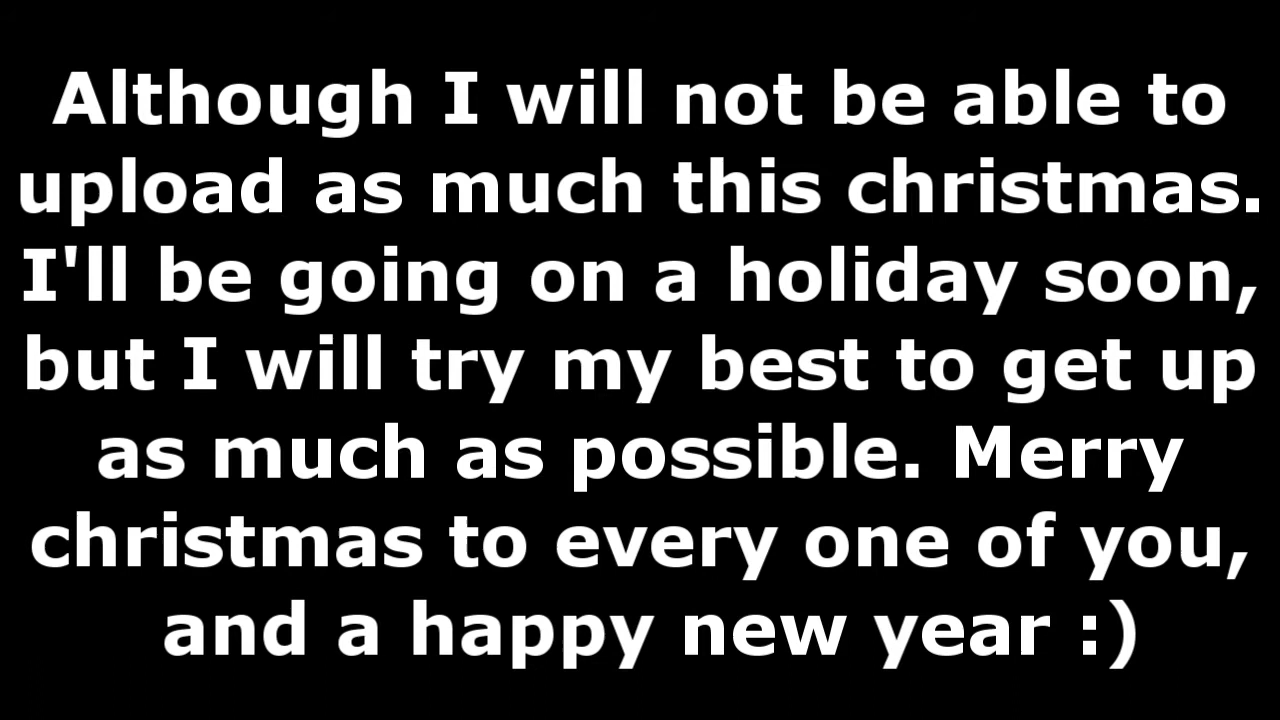 Although I will not be able to
upload as much this christmas.
I'll be going on a holiday soon,
but I will try my best to get up
as much as possible. Merry
christmas to every one of you,
and a happy new year :)